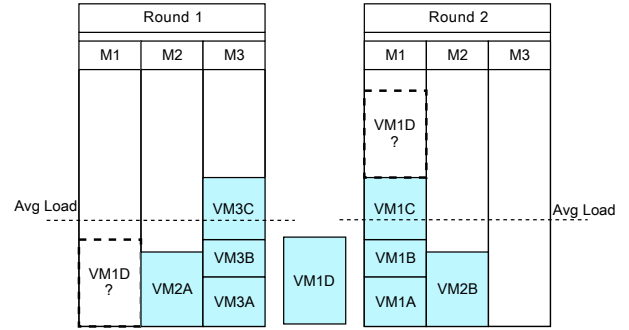 Round 1
M1 M2 M3
Avg Load
VM1D
?
VM2A
VM3C
VM3B
VM3A
VM1D
Round 2
M1 M2 M3
VM1D
?
VM1C
VM1B
VM1A
VM2B
Avg Load